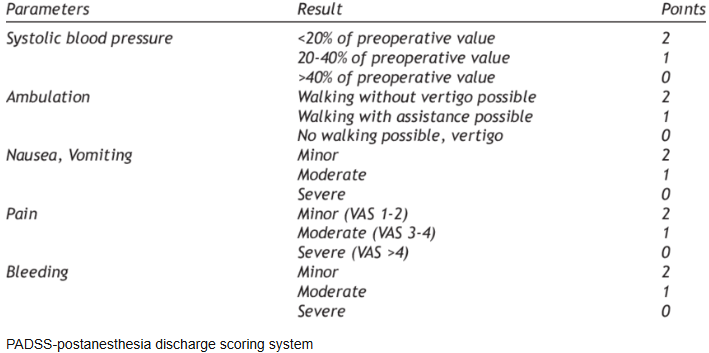 Parameters Result Points
Systolic blood pressure <20% of preoperative value 2
20-40% of preoperative value 1
>40% of preoperative value 0
Ambulation Walking without vertigo possible 2
Walking with assistance possible 1
No walking possible, vertigo 0
Nausea, Vomiting Minor 2
Moderate 1
Severe 0
Pain Minor (VAS 1-2) 2
Moderate (VAS 3-4) 1
Severe (VAS >4) 0
Bleeding Minor 2
Moderate 1
Severe 0
PADSS-postanesthesia discharge scoring system